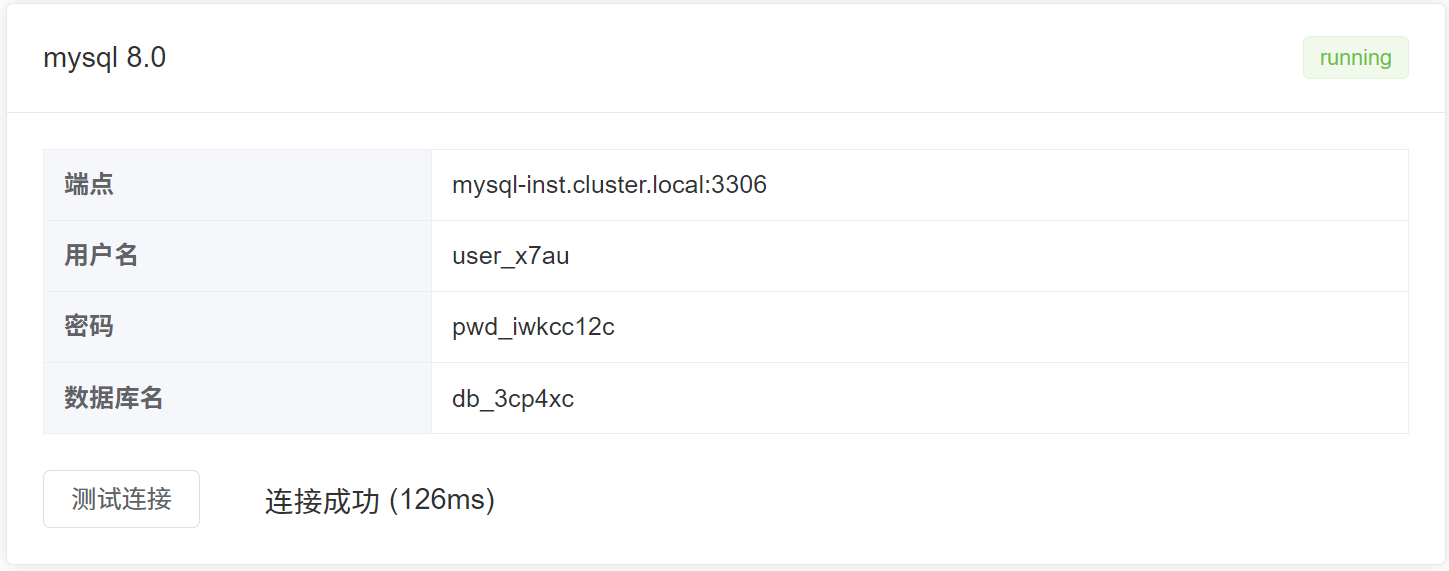 mysql 8.0
running
端点 mysql-inst.cluster.local:3306
用户名 user_x7au
密码 pwd_iwkcc12c
数据库名 db_3cp4xc
测试连接 连接成功 (126ms)